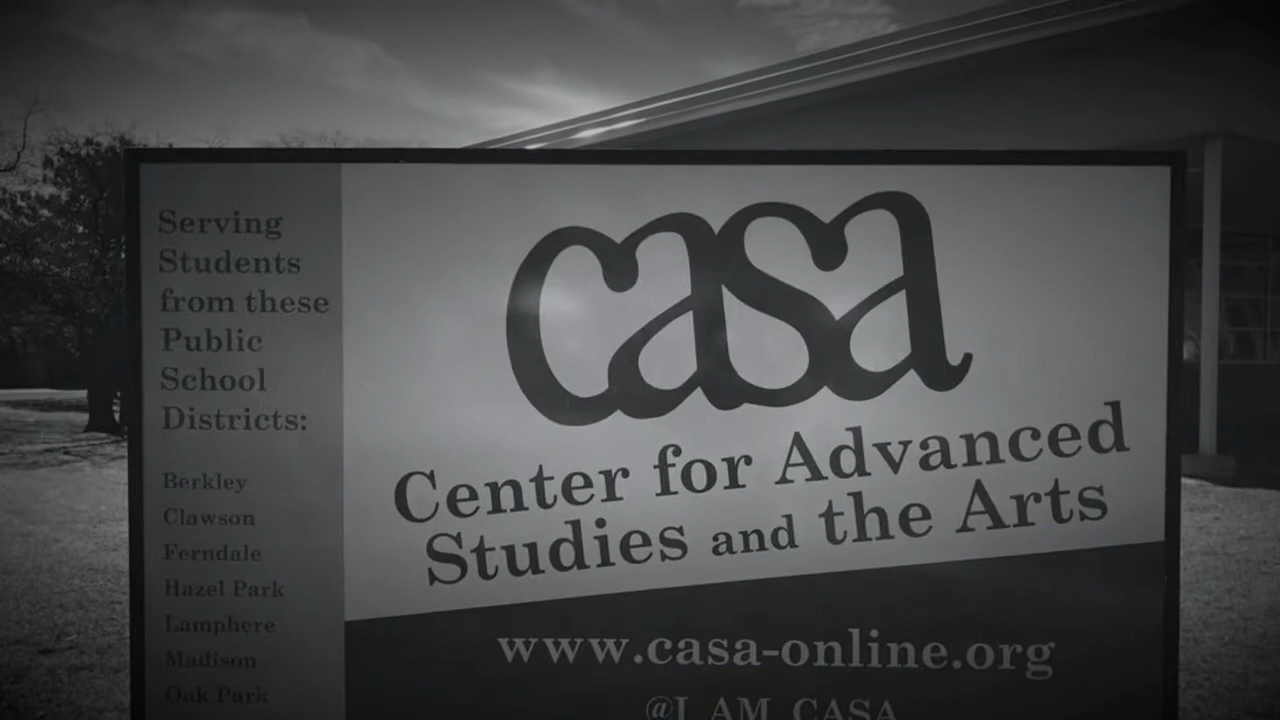 Serving
Students
from these
Public
School
Districts:
Berkley
Clawson
Ferndale
Hazel Park
Lamphere
Madison
Oak Park
casa
Center for Advanced
Studies and the Arts
www.casa-online.org
@I_AM_CASA